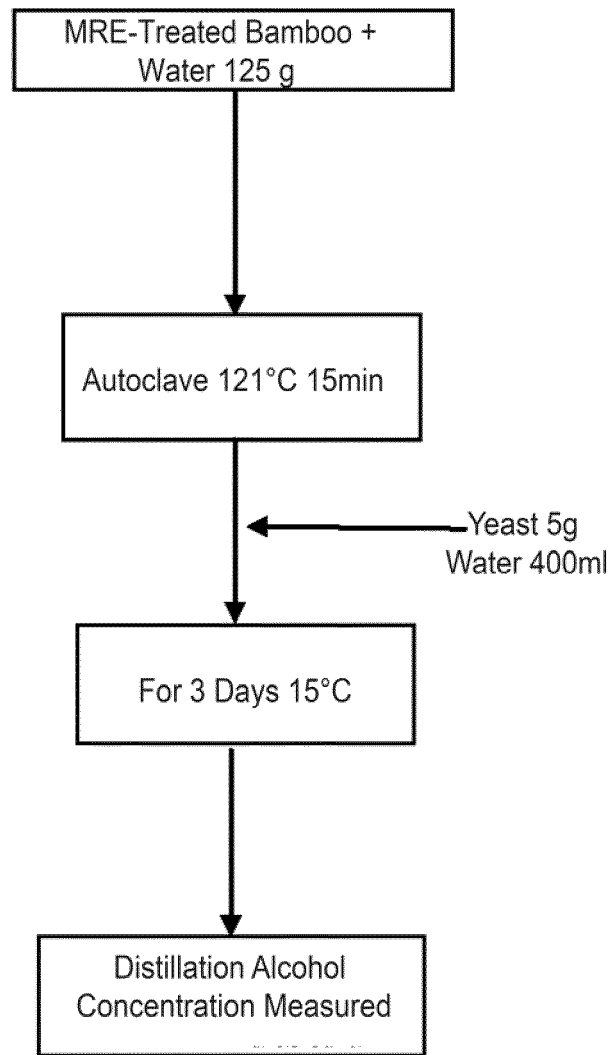 MRE-Treated Bamboo +
Water 125 g
Autoclave 121°C 15min
Yeast 5g
Water 400ml
For 3 Days 15°C
Distillation Alcohol
Concentration Measured